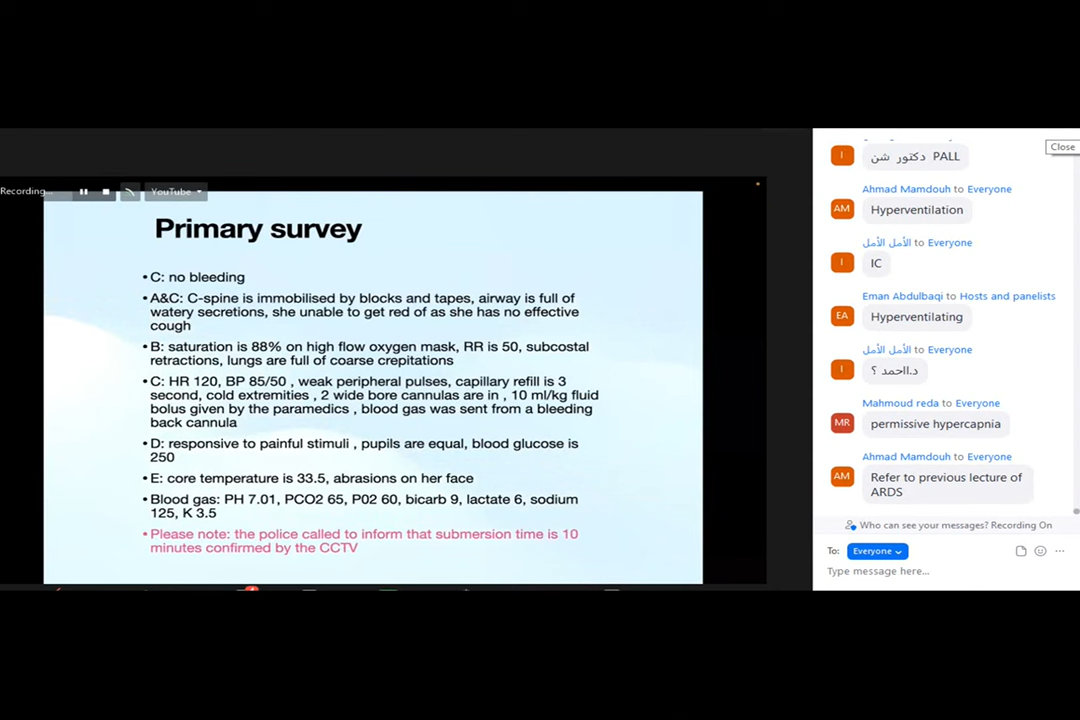 Recording...
YouTube
Primary survey
• C: no bleeding
• A&C: C-spine is immobilised by blocks and tapes, airway is full of
watery secretions, she unable to get red of as she has no effective
cough
• B: saturation is 88% on high flow oxygen mask, RR is 50, subcostal
retractions, lungs are full of coarse crepitations
• C: HR 120, BP 85/50 , weak peripheral pulses, capillary refill is 3
second, cold extremities , 2 wide bore cannulas are in , 10 ml/kg fluid
bolus given by the paramedics , blood gas was sent from a bleeding
back cannula
• D: responsive to painful stimuli , pupils are equal, blood glucose is
250
• E: core temperature is 33.5, abrasions on her face
• Blood gas: PH 7.01, PCO2 65, P02 60, bicarb 9, lactate 6, sodium
125, K 3.5
• Please note: the police called to inform that submersion time is 10
minutes confirmed by the CCTV
Close
I
دكتور شن PALL
Ahmad Mamdouh to Everyone
AM
Hyperventilation
الأمل الأمل to Everyone
I
IC
Eman Abdulbaqi to Hosts and panelists
EA
Hyperventilating
الأمل الأمل to Everyone
I
د.ااحمد ؟
Mahmoud reda to Everyone
MR
permissive hypercapnia
Ahmad Mamdouh to Everyone
AM
Refer to previous lecture of
ARDS
Who can see your messages? Recording On
To: Everyone
Type message here...